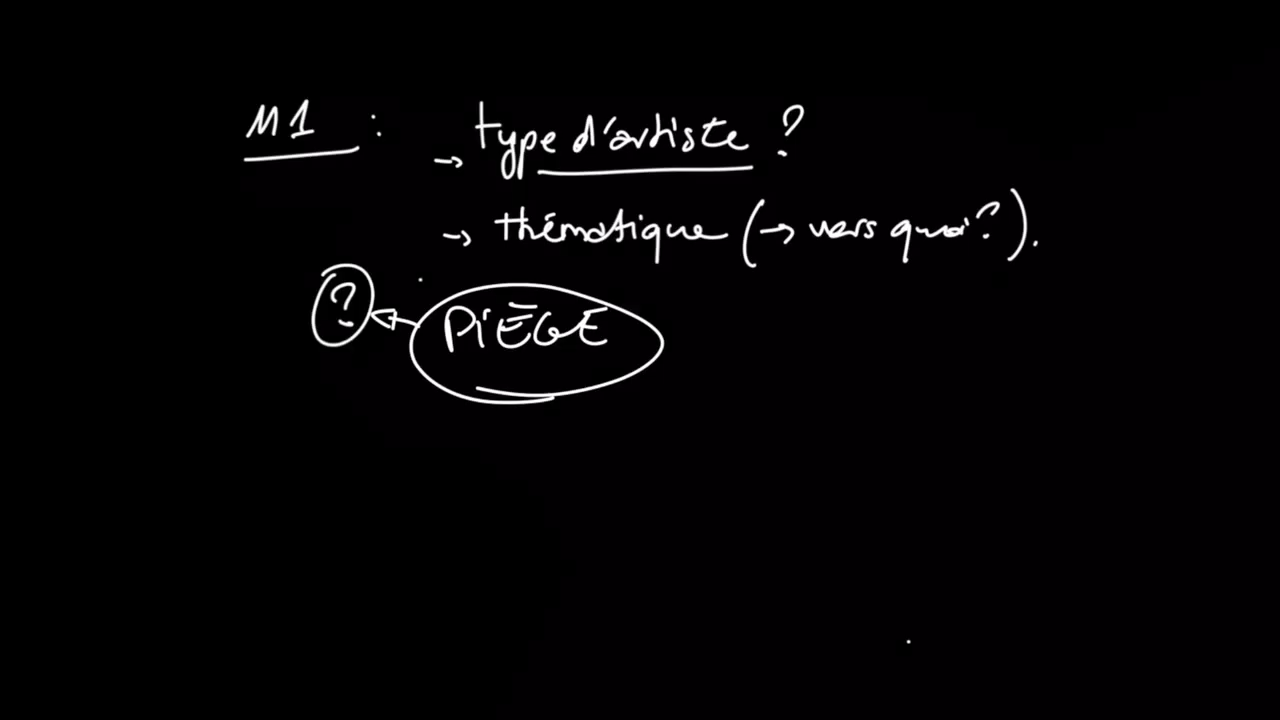 M1 : → type d'artiste ?
→ thématique (→ vers quoi ?).
? PIÈGE